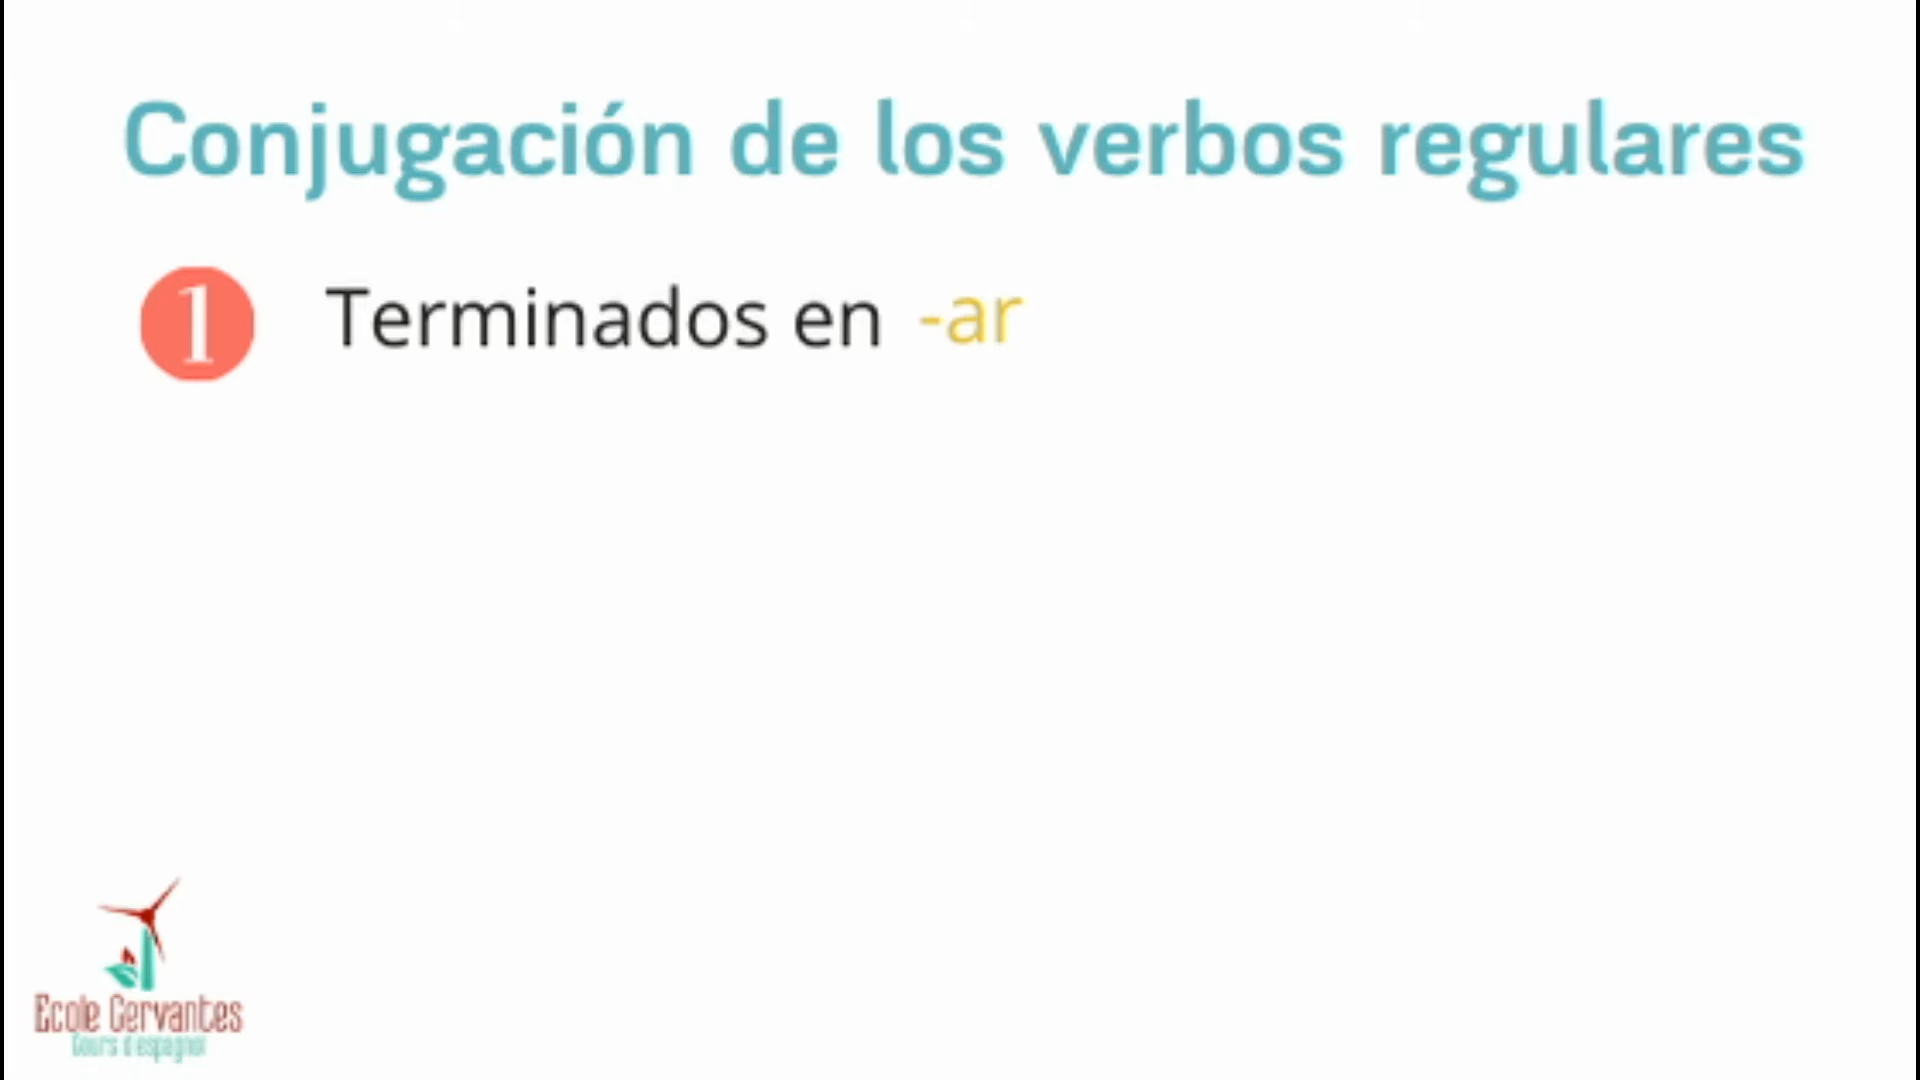 Conjugación de los verbos regulares
1 Terminados en -ar
Ecole Cervantes
Cours d'espagnol